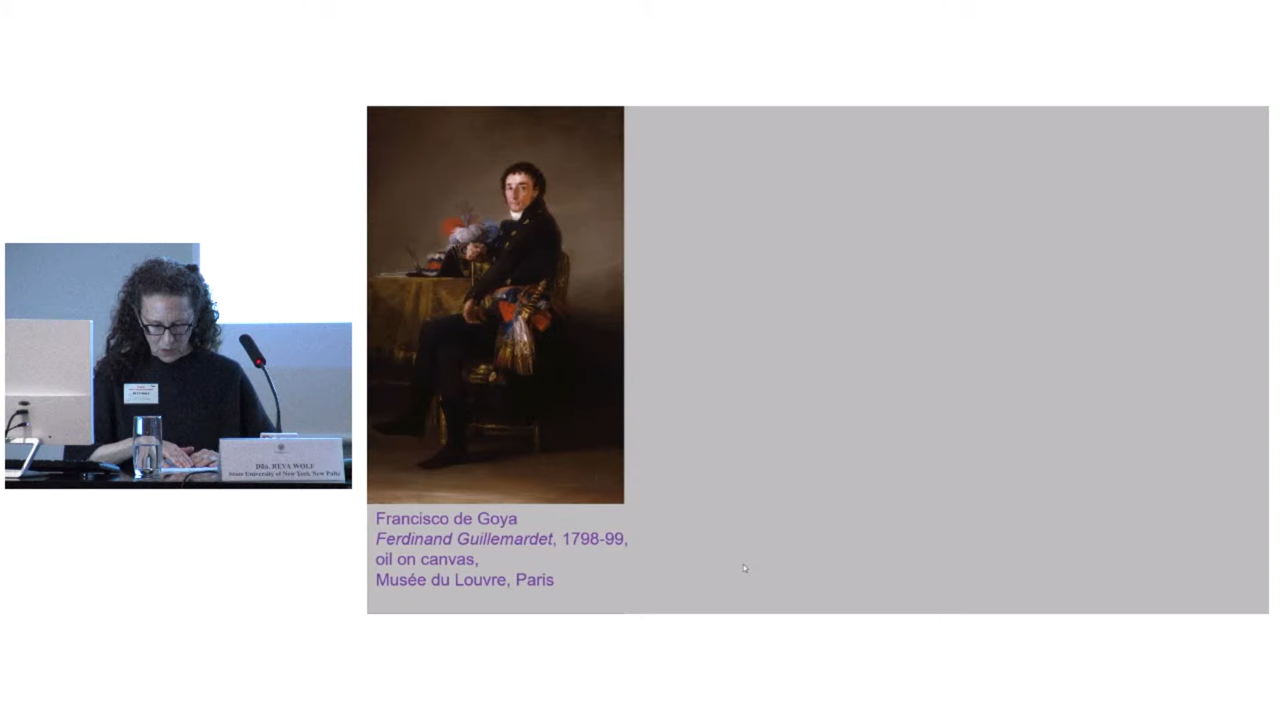 Dña. REVA WOLF
State University of New York, New Paltz
Francisco de Goya
Ferdinand Guillemardet, 1798-99,
oil on canvas,
Musée du Louvre, Paris